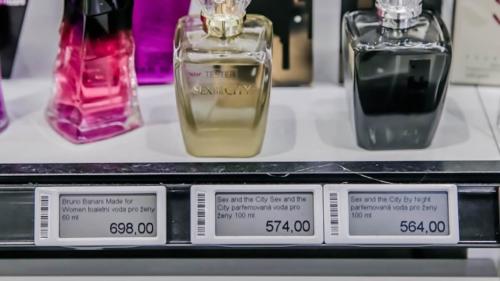 TESTER
SEX AND THE CITY
Bruno Banani Made for
Women toaletní voda pro ženy
60 ml
698,00
Sex and the City Sex and the
City parfemovaná voda pro
ženy 100 ml
574,00
Sex and the City By Night
parfemovaná voda pro ženy
100 ml
564,00